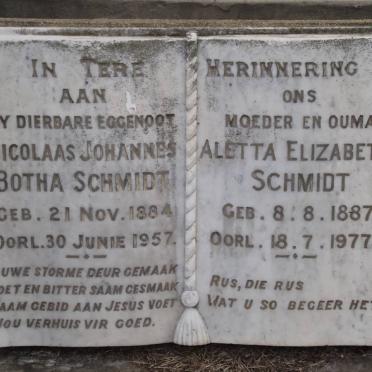 IN TERE HERINNERING
AAN
Y DIERBARE EGGENOOT
ICOLAAS JOHANNES
BOTHA SCHMIDT
GEB. 21 NOV. 1884
OORL. 30 JUNIE 1957.
UWE STORME DEUR GEMAAK
OET EN BITTER SAAM GESMAAK
AAM GEBID AAN JESUS VOET
NOU VERHUIS VIR GOED.
ONS
MOEDER EN OUMA
ALETTA ELIZABET
SCHMIDT
GEB. 8. 8. 1887
OORL. 18. 7. 1977
RUS, DIE RUS
WAT U SO BEGEER HET